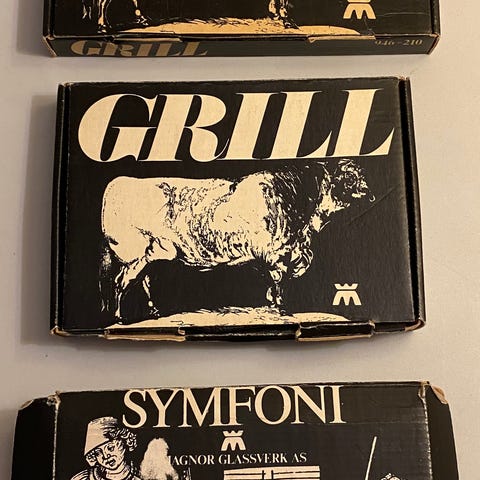 GRILL
946-210
GRILL
SYMFONI
MAGNOR GLASSVERK AS